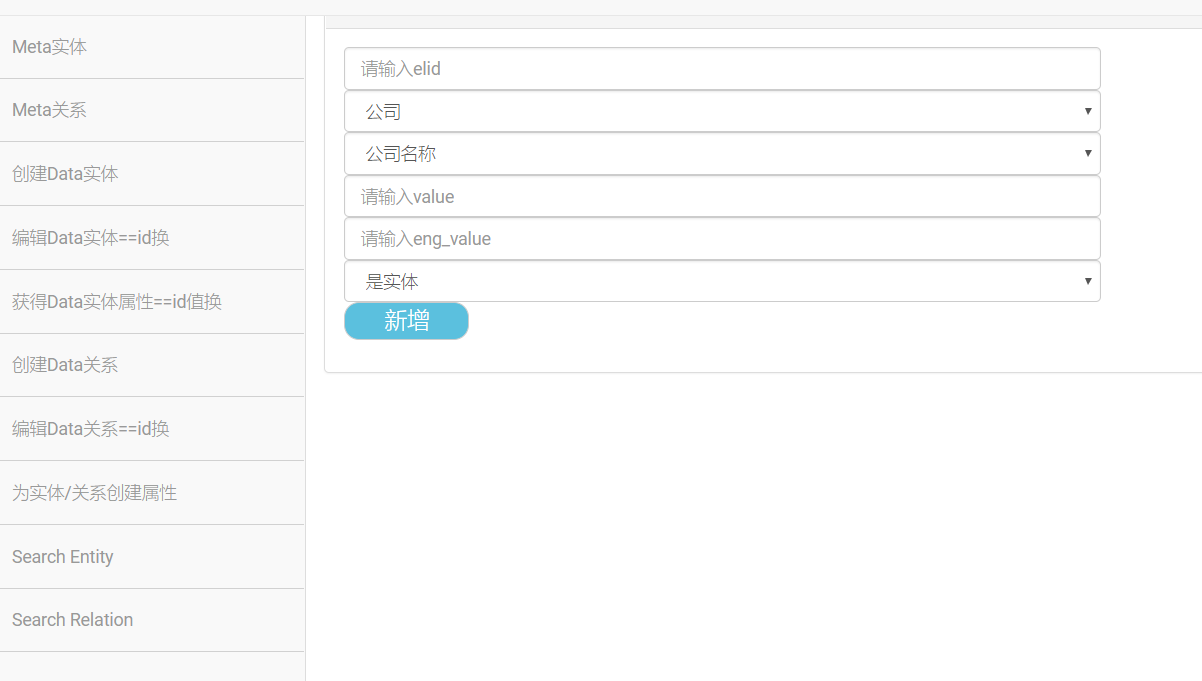 Meta实体
Meta关系
创建Data实体
编辑Data实体==id换
获得Data实体属性==id值换
创建Data关系
编辑Data关系==id换
为实体/关系创建属性
Search Entity
Search Relation
请输入elid
公司
公司名称
请输入value
请输入eng_value
是实体
新增